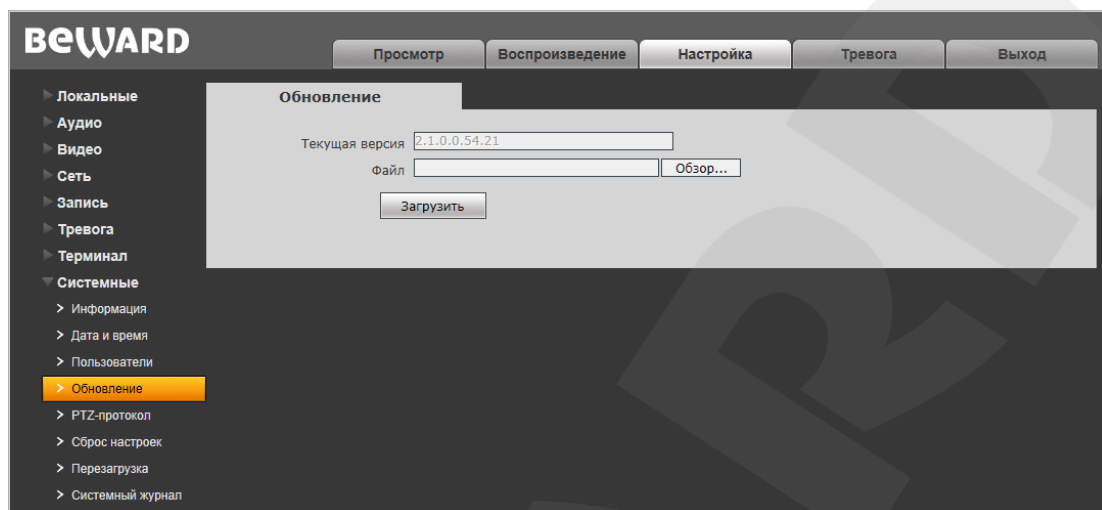 BEWARD
Просмотр
Воспроизведение
Настройка
Тревога
Выход
Локальные
Аудио
Видео
Сеть
Запись
Тревога
Терминал
Системные
Информация
Дата и время
Пользователи
Обновление
PTZ-протокол
Сброс настроек
Перезагрузка
Системный журнал
Обновление
Текущая версия 2.1.0.0.54.21
Файл Обзор...
Загрузить